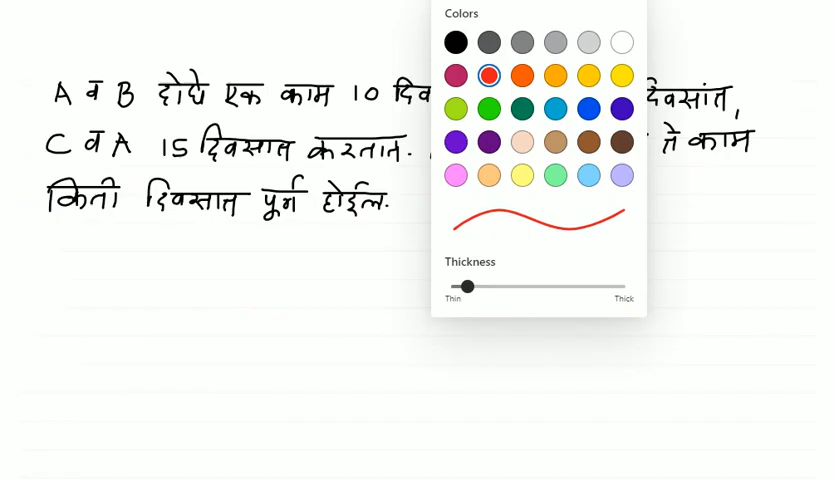 Colors
A व B दोघे एक काम 10 दिव
दिवसांत,
C व A 15 दिवसात करतात.
ते काम
किती दिवसात पूर्ण होईल.
Thickness
Thin
Thick